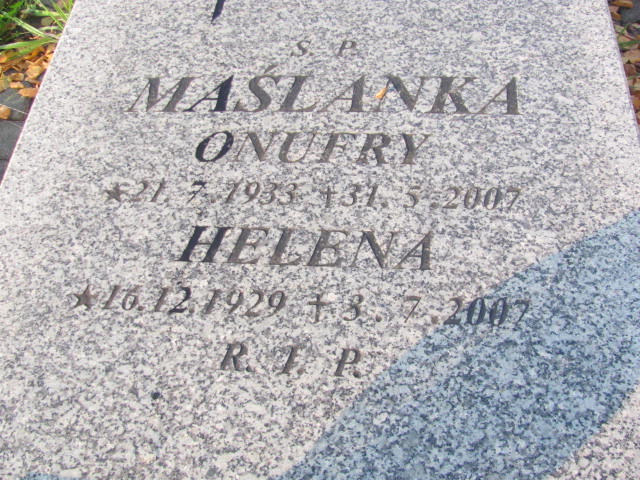 S. P.
MAŚLANKA
ONUFRY
★21. 7. 1933 †31. 5. 2007
HELENA
★16.12.1929 † 3. 7. 2007
R. I. P.